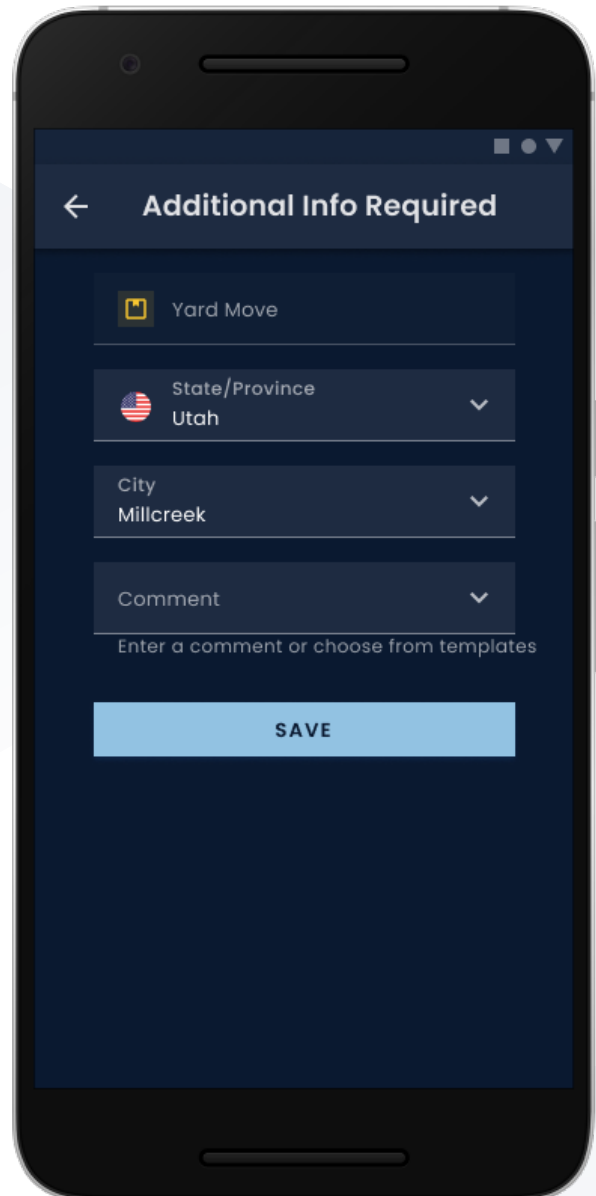 Additional Info Required
Yard Move
State/Province
Utah
City
Millcreek
Comment
Enter a comment or choose from templates
SAVE